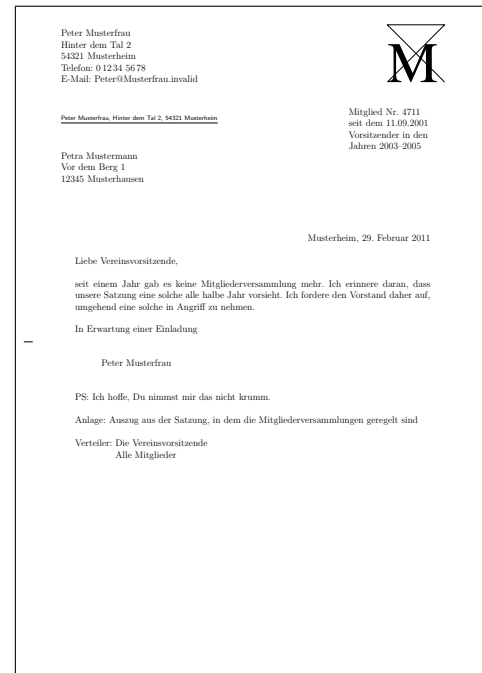 Peter Musterfrau
Hinter dem Tal 2
54321 Musterheim
Telefon: 0 12 34 56 78
E-Mail: Peter@Musterfrau.invalid
M
Peter Musterfrau, Hinter dem Tal 2, 54321 Musterheim
Mitglied Nr. 4711
seit dem 11.09.2001
Vorsitzender in den
Jahren 2003–2005
Petra Mustermann
Vor dem Berg 1
12345 Musterhausen
Musterheim, 29. Februar 2011
Liebe Vereinsvorsitzende,
seit einem Jahr gab es keine Mitgliederversammlung mehr. Ich erinnere daran, dass
unsere Satzung eine solche alle halbe Jahr vorsieht. Ich fordere den Vorstand daher auf,
umgehend eine solche in Angriff zu nehmen.
In Erwartung einer Einladung
Peter Musterfrau
PS: Ich hoffe, Du nimmst mir das nicht krumm.
Anlage: Auszug aus der Satzung, in dem die Mitgliederversammlungen geregelt sind
Verteiler: Die Vereinsvorsitzende
Alle Mitglieder